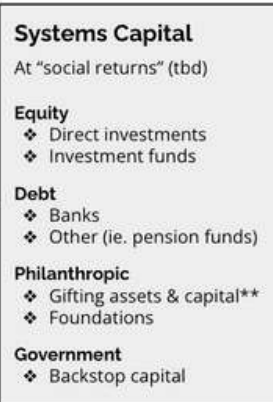 Systems Capital
At “social returns” (tbd)
Equity
❖ Direct investments
❖ Investment funds
Debt
❖ Banks
❖ Other (ie. pension funds)
Philanthropic
❖ Gifting assets & capital**
❖ Foundations
Government
❖ Backstop capital